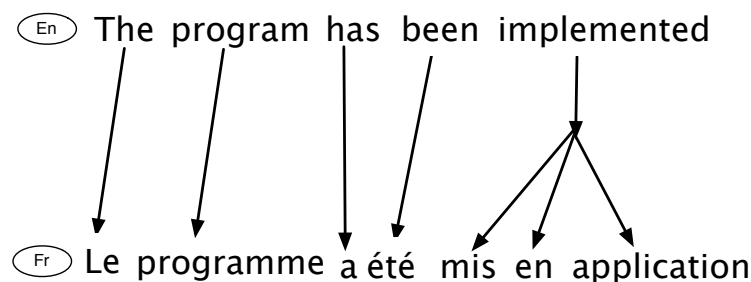 En The program has been implemented
Fr Le programme a été mis en application